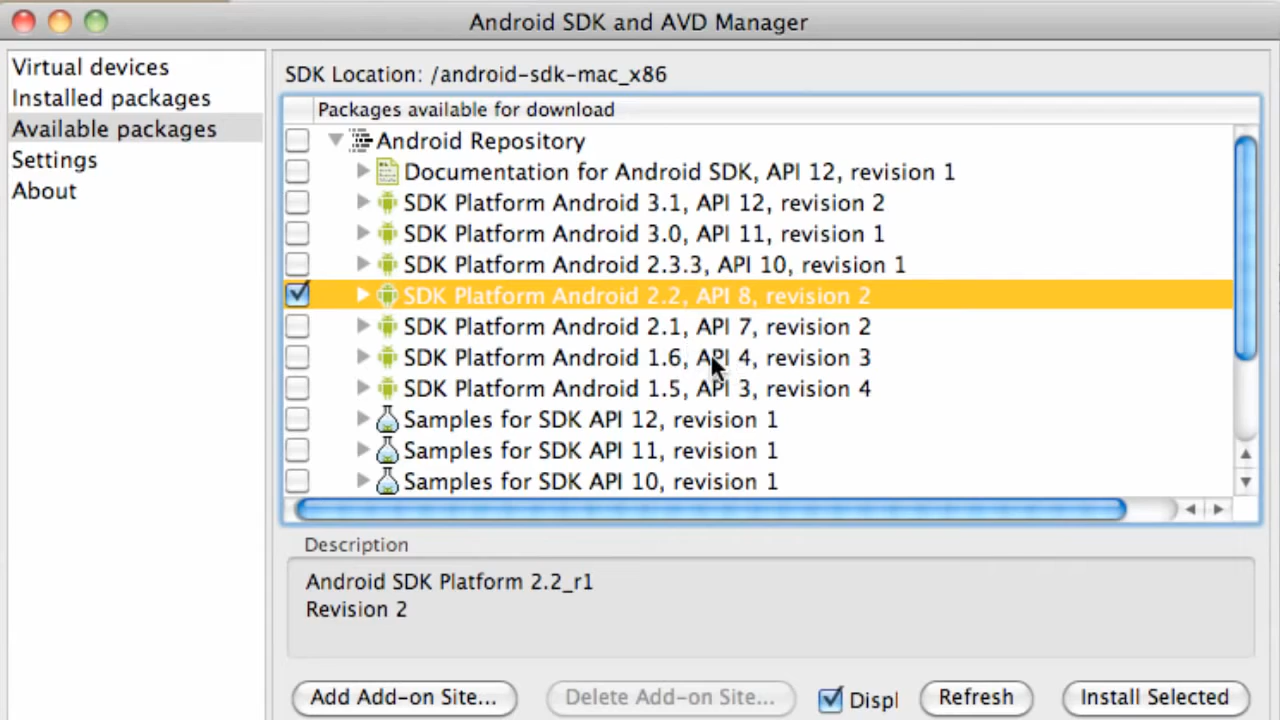 Android SDK and AVD Manager
Virtual devices
Installed packages
Available packages
Settings
About
SDK Location: /android-sdk-mac_x86
Packages available for download
Android Repository
Documentation for Android SDK, API 12, revision 1
SDK Platform Android 3.1, API 12, revision 2
SDK Platform Android 3.0, API 11, revision 1
SDK Platform Android 2.3.3, API 10, revision 1
SDK Platform Android 2.2, API 8, revision 2
SDK Platform Android 2.1, API 7, revision 2
SDK Platform Android 1.6, API 4, revision 3
SDK Platform Android 1.5, API 3, revision 4
Samples for SDK API 12, revision 1
Samples for SDK API 11, revision 1
Samples for SDK API 10, revision 1
Description
Android SDK Platform 2.2_r1
Revision 2
Add Add-on Site... Delete Add-on Site... Displ Refresh Install Selected